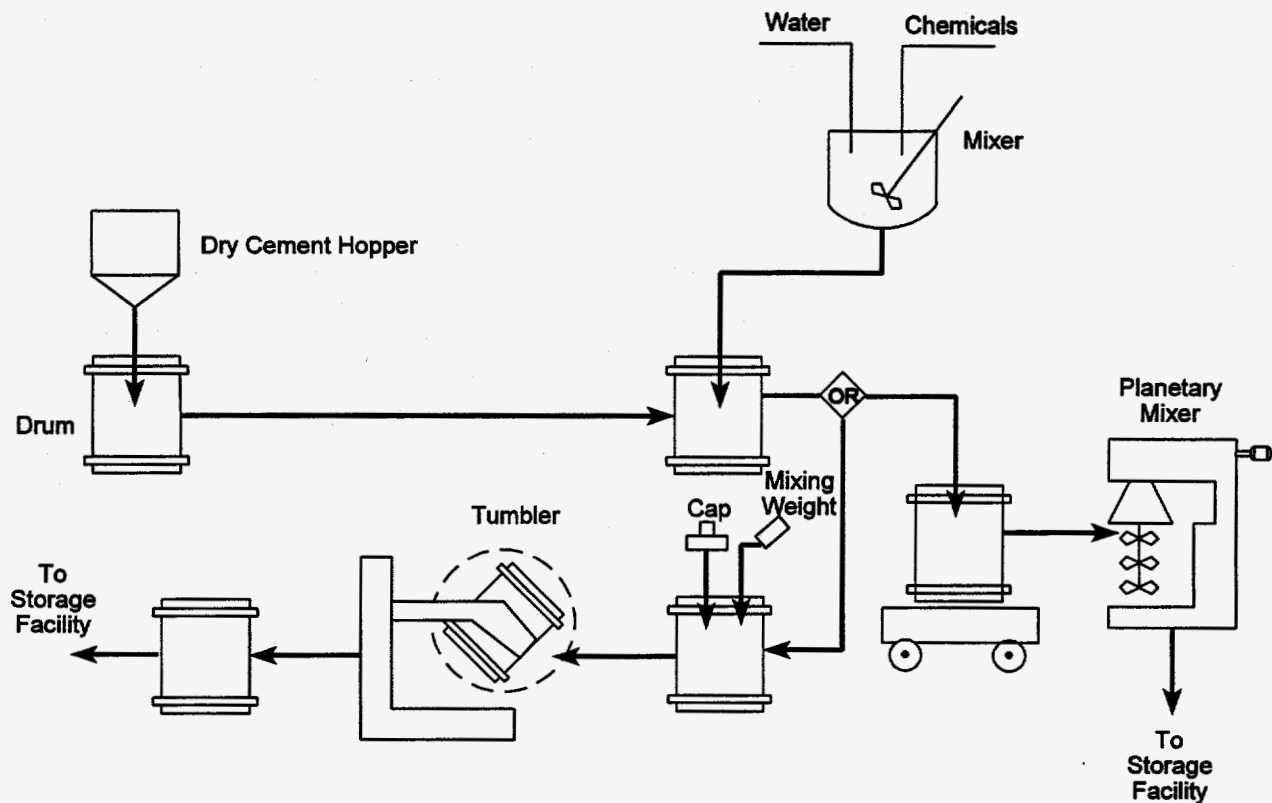 Water
Chemicals
Mixer
Dry Cement Hopper
Drum
OR
Planetary
Mixer
Mixing
Weight
Cap
Tumbler
To
Storage
Facility
To
Storage
Facility